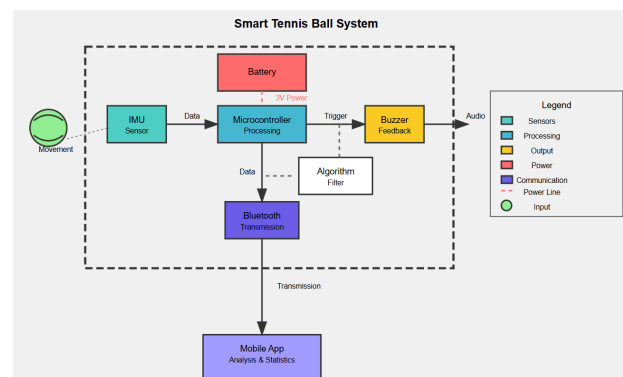 Smart Tennis Ball System
Battery
3V Power
Movement
IMU
Sensor
Data
Microcontroller
Processing
Trigger
Buzzer
Feedback
Audio
Data
Algorithm
Filter
Bluetooth
Transmission
Transmission
Mobile App
Analysis & Statistics
Legend
Sensors
Processing
Output
Power
Communication
Power Line
Input